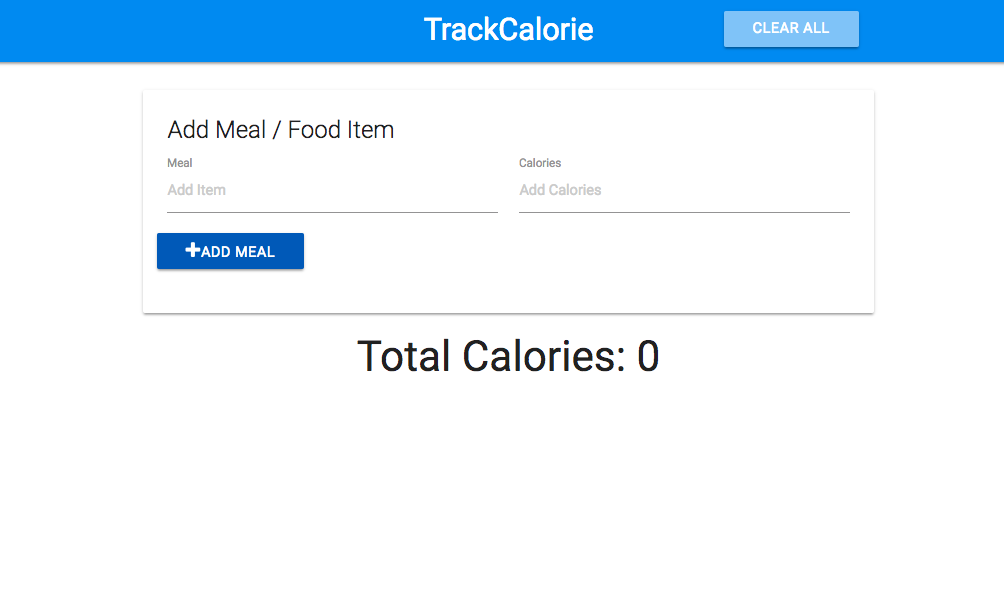 TrackCalorie
CLEAR ALL
Add Meal / Food Item
Meal
Calories
Add Item
Add Calories
ADD MEAL
Total Calories: 0